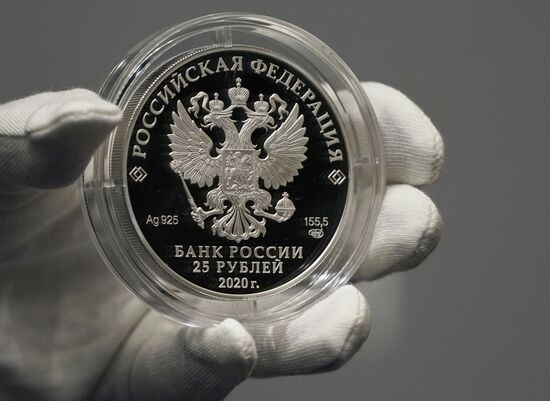 РОССИЙСКАЯ ФЕДЕРАЦИЯ
Ag 925
155,5
БАНК РОССИИ
25 РУБЛЕЙ
2020 г.